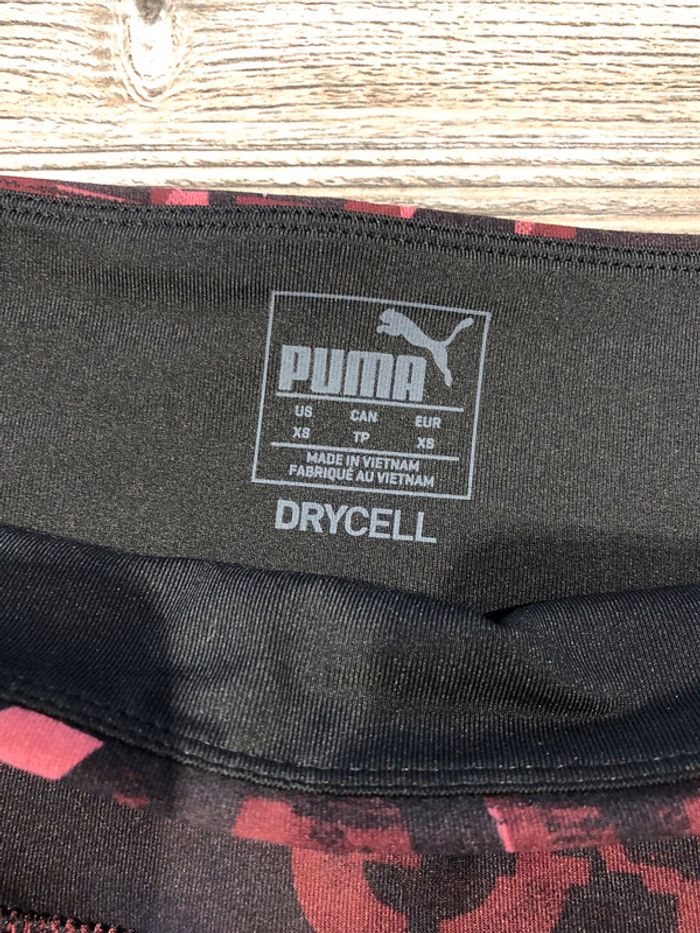 PUMA
US CAN EUR
XS TP XS
MADE IN VIETNAM
FABRIQUÉ AU VIETNAM
DRYCELL